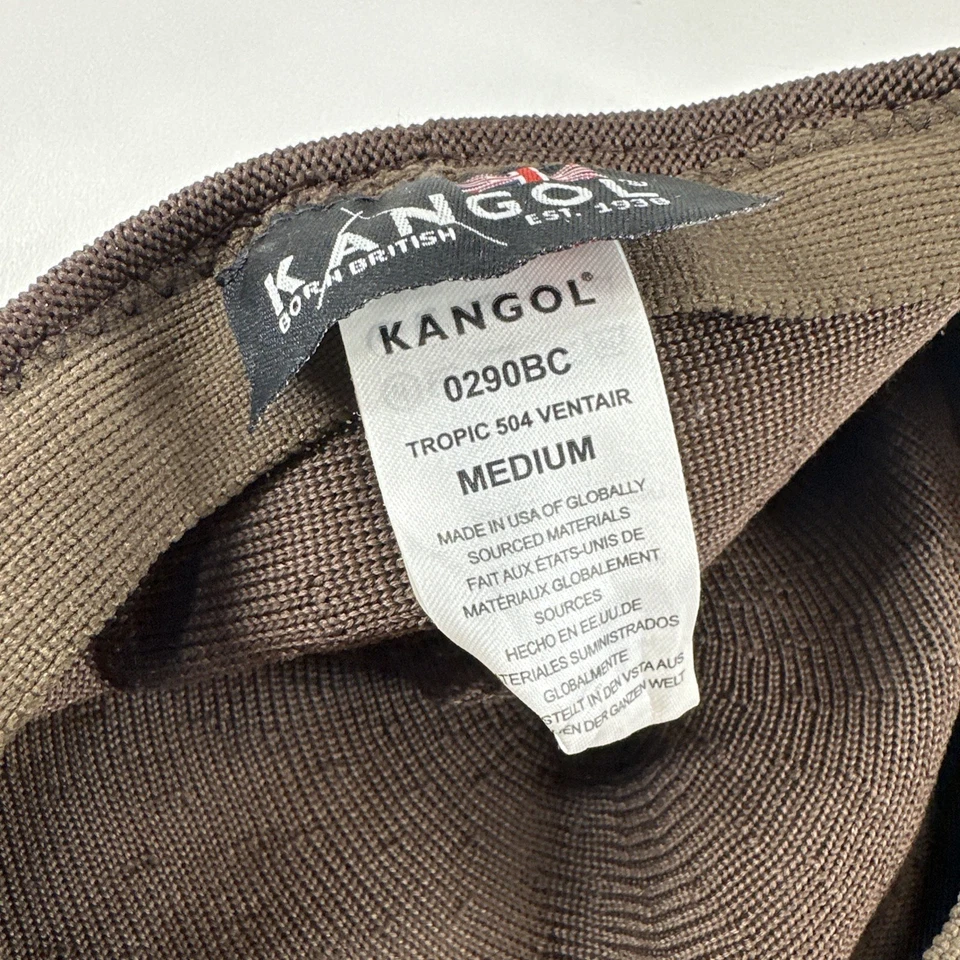 KANGOL
BORN BRITISH EST. 1938
KANGOL®
0290BC
TROPIC 504 VENTAIR
MEDIUM
MADE IN USA OF GLOBALLY
SOURCED MATERIALS
FAIT AUX ÉTATS-UNIS DE
MATÉRIAUX GLOBALEMENT
SOURCES
HECHO EN EE.UU.DE
TERIALES SUMINISTRADOS
GLOBALMENTE
STELLT IN DEN VSTA AUS
EN DER GANZEN WELT